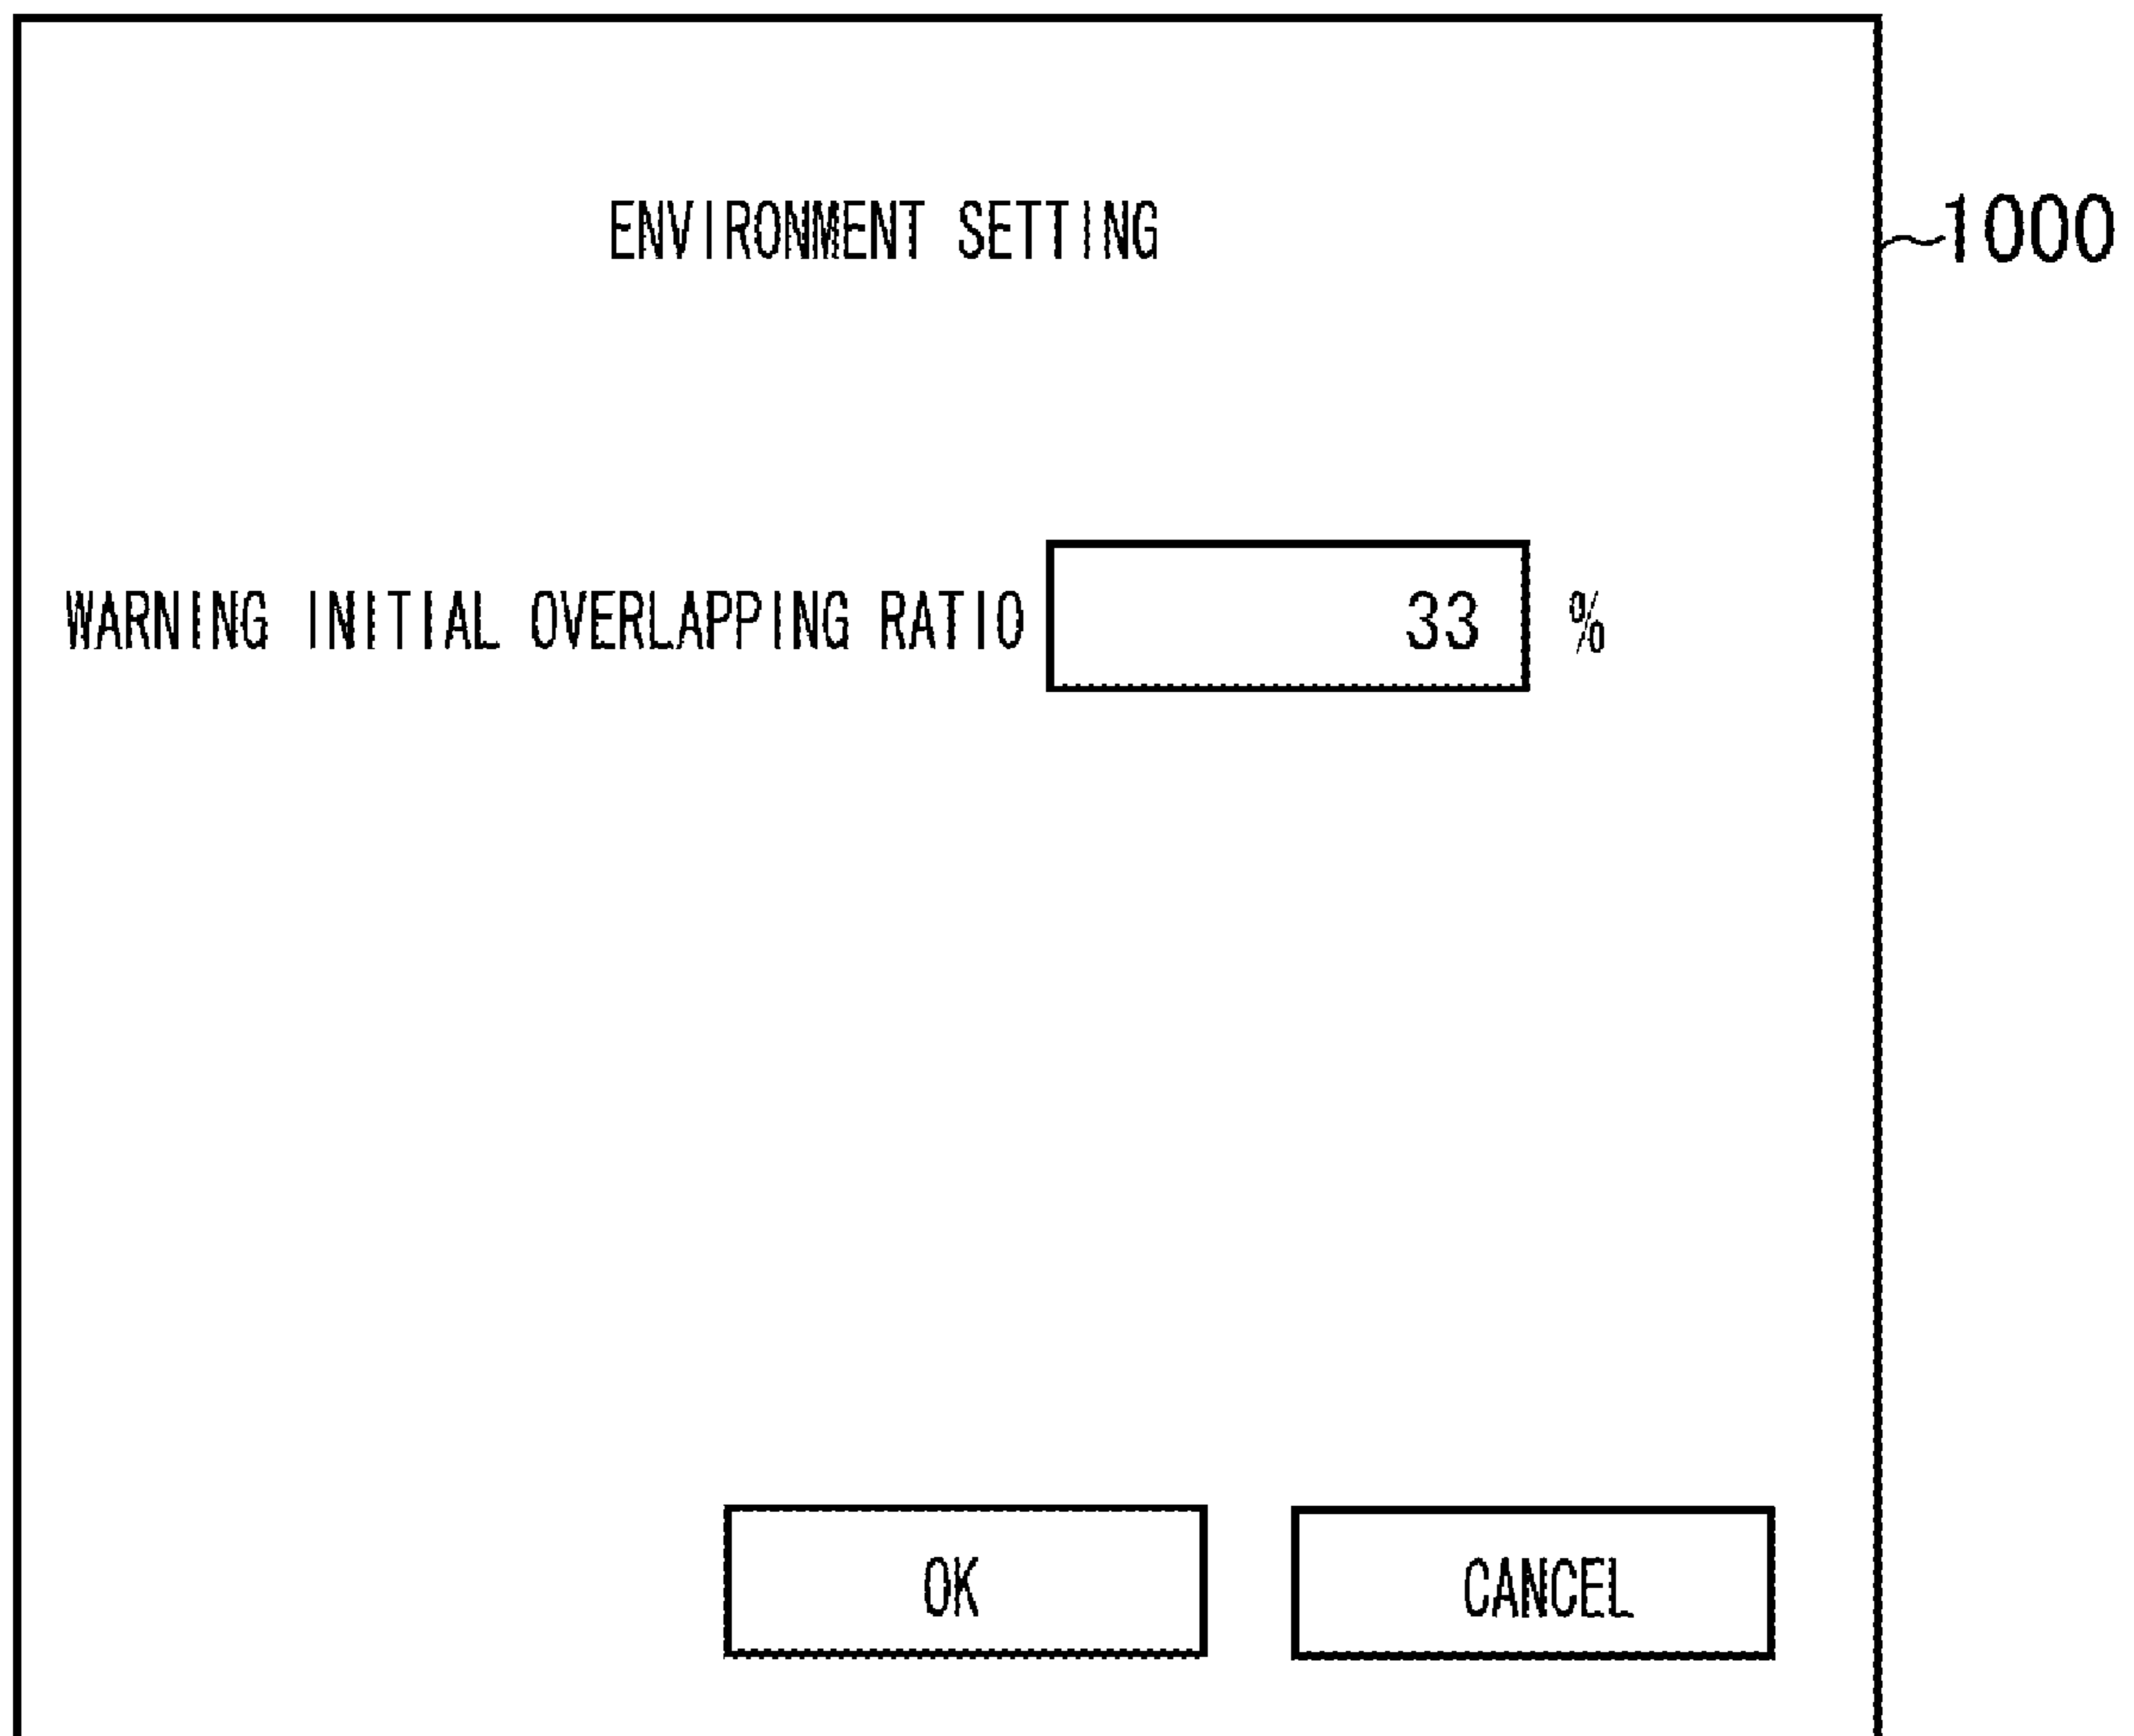 ENVIRONMENT SETTING
1000
WARNING INITIAL OVERLAPPING RATIO 33 %
OK CANCEL